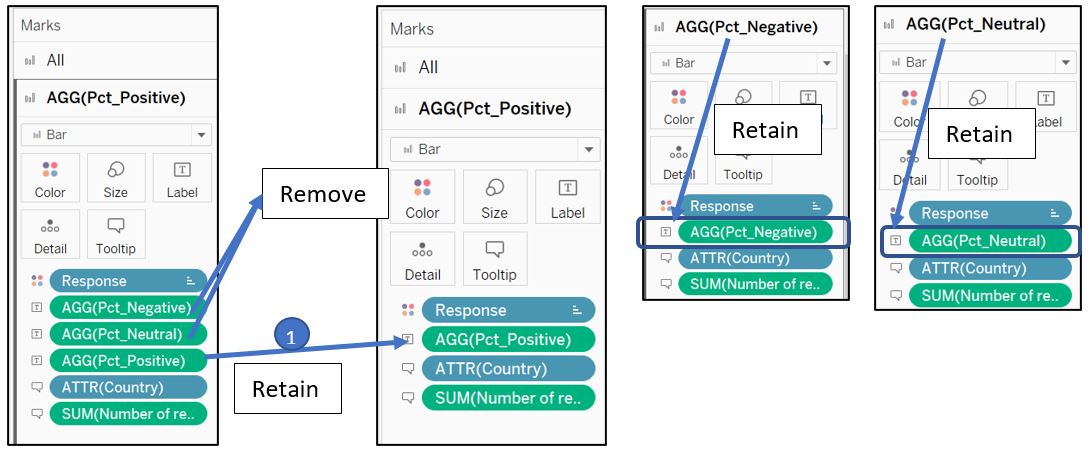 Marks
All
AGG(Pct_Positive)
Bar
Color
Size
Label
Detail
Tooltip
Response
AGG(Pct_Negative)
AGG(Pct_Neutral)
AGG(Pct_Positive)
ATTR(Country)
SUM(Number of re..
Remove
1
Retain
Marks
All
AGG(Pct_Positive)
Bar
Color
Size
Label
Detail
Tooltip
Response
AGG(Pct_Positive)
ATTR(Country)
SUM(Number of re..
AGG(Pct_Negative)
Bar
Color
Retain
Detail
Tooltip
Response
AGG(Pct_Negative)
ATTR(Country)
SUM(Number of re..
AGG(Pct_Neutral)
Bar
Color
Label
Retain
Detail
Tooltip
Response
AGG(Pct_Neutral)
ATTR(Country)
SUM(Number of re..